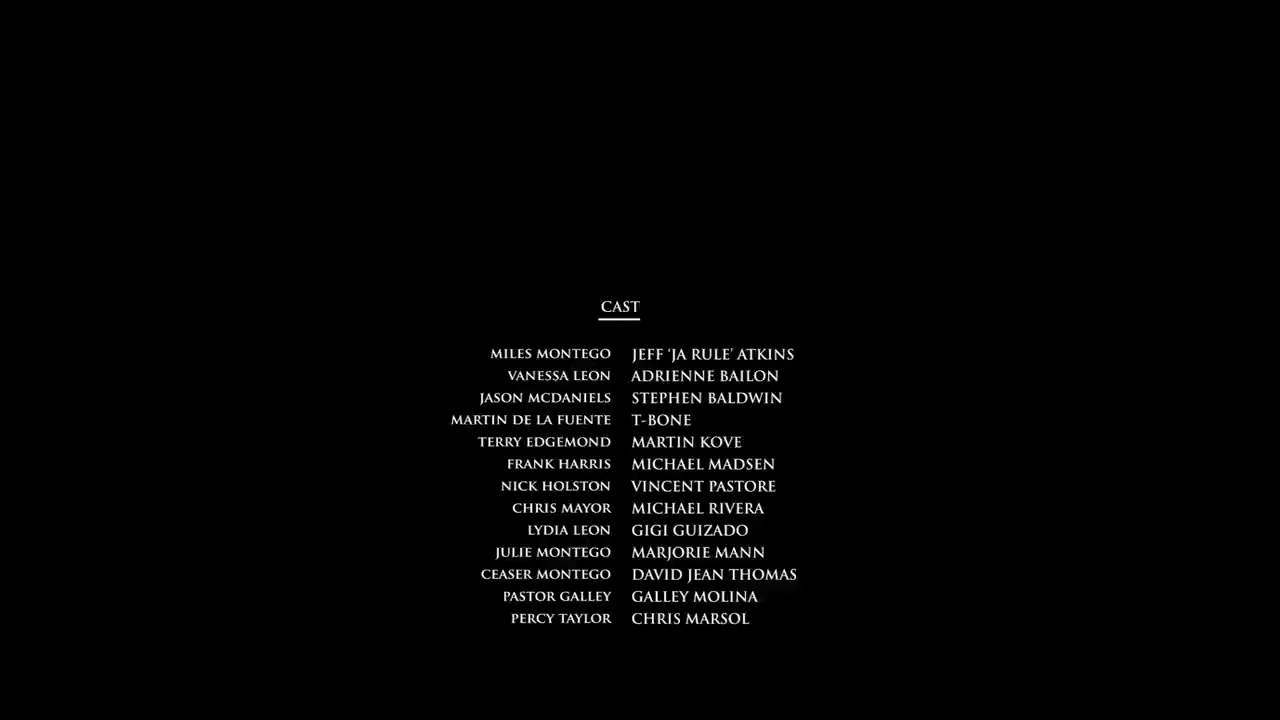 CAST
MILES MONTEGO JEFF ‘JA RULE’ ATKINS
VANESSA LEON ADRIENNE BAILON
JASON MCDANIELS STEPHEN BALDWIN
MARTIN DE LA FUENTE T-BONE
TERRY EDGEMOND MARTIN KOVE
FRANK HARRIS MICHAEL MADSEN
NICK HOLSTON VINCENT PASTORE
CHRIS MAYOR MICHAEL RIVERA
LYDIA LEON GIGI GUIZADO
JULIE MONTEGO MARJORIE MANN
CEASER MONTEGO DAVID JEAN THOMAS
PASTOR GALLEY GALLEY MOLINA
PERCY TAYLOR CHRIS MARSOL